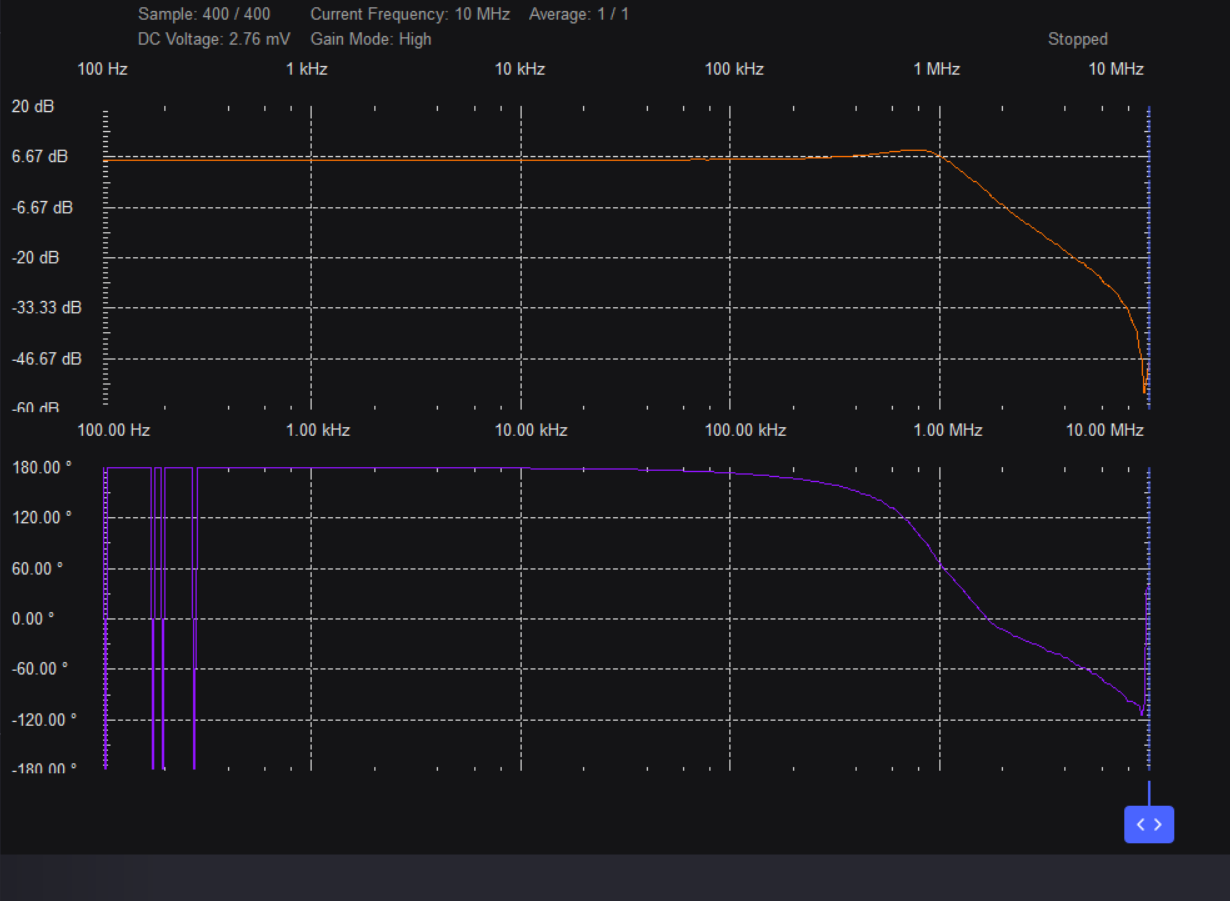 Sample: 400 / 400 Current Frequency: 10 MHz Average: 1 / 1
DC Voltage: 2.76 mV Gain Mode: High Stopped
100 Hz 1 kHz 10 kHz 100 kHz 1 MHz 10 MHz
20 dB
6.67 dB
-6.67 dB
-20 dB
-33.33 dB
-46.67 dB
-60 dB
100.00 Hz 1.00 kHz 10.00 kHz 100.00 kHz 1.00 MHz 10.00 MHz
180.00 °
120.00 °
60.00 °
0.00 °
-60.00 °
-120.00 °
-180.00 °